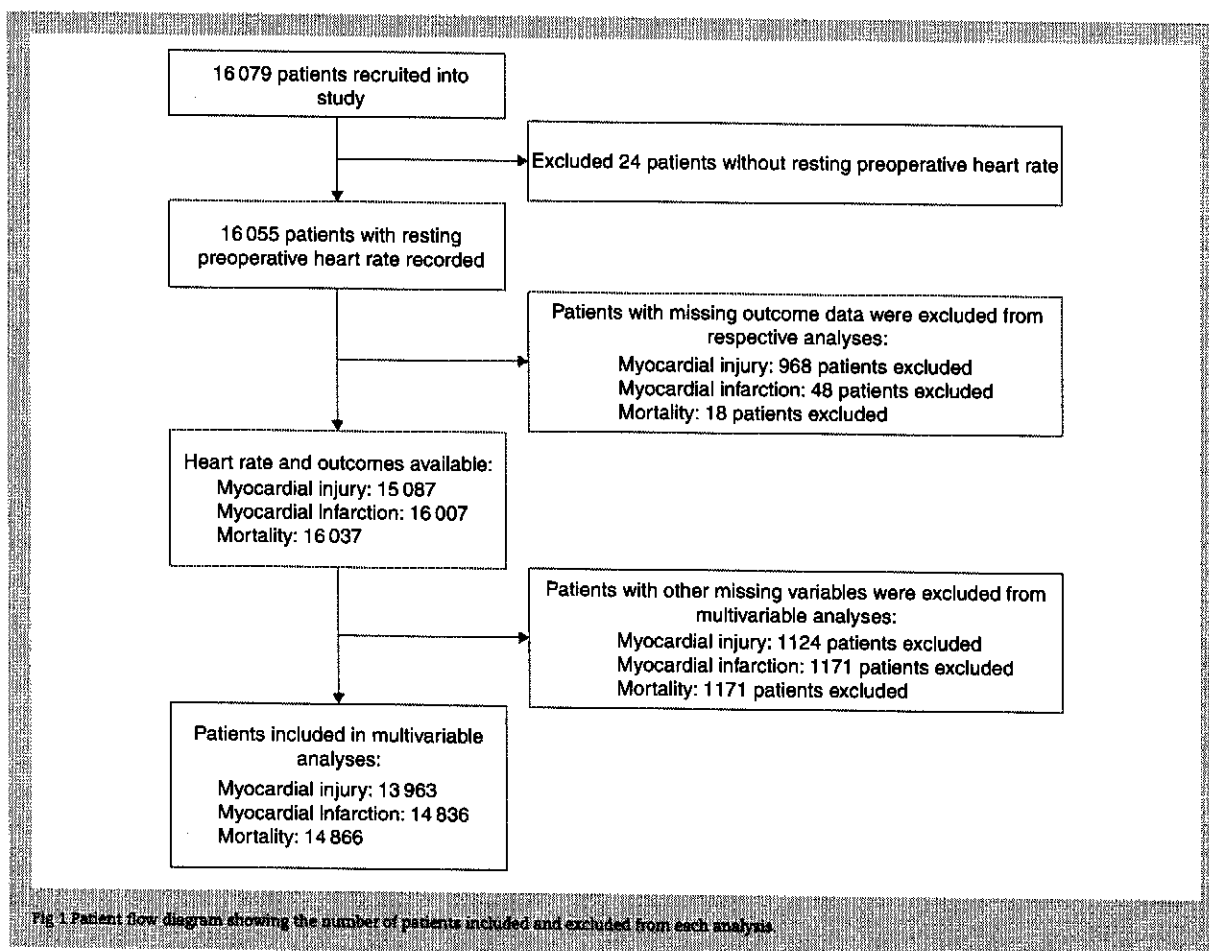 16 079 patients recruited into
study
Excluded 24 patients without resting preoperative heart rate
16 055 patients with resting
preoperative heart rate recorded
Patients with missing outcome data were excluded from
respective analyses:
Myocardial injury: 968 patients excluded
Myocardial infarction: 48 patients excluded
Mortality: 18 patients excluded
Heart rate and outcomes available:
Myocardial injury: 15 087
Myocardial Infarction: 16 007
Mortality: 16 037
Patients with other missing variables were excluded from
multivariable analyses:
Myocardial injury: 1124 patients excluded
Myocardial infarction: 1171 patients excluded
Mortality: 1171 patients excluded
Patients included in multivariable
analyses:
Myocardial injury: 13 963
Myocardial Infarction: 14 836
Mortality: 14 866
Fig 1 Patient flow diagram showing the number of patients included and excluded from each analysis.